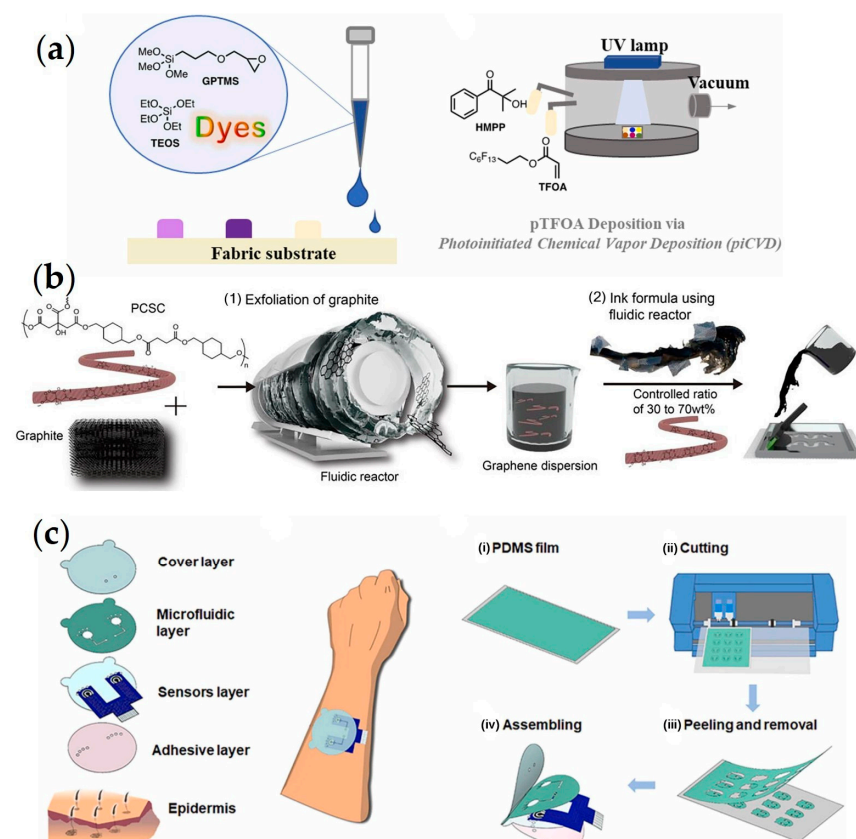 (a)
MeO
Si
MeO
OMe
O
O
GPTMS
EtO OEt
Si
EtO OEt
TEOS
Dyes
Fabric substrate
UV lamp
Vacuum
O
OH
HMPP
C6F13
O
O
TFOA
pTFOA Deposition via
Photoinitiated Chemical Vapor Deposition (piCVD)
(b)
PCSC
O
O
O
O
OH
O
O
O
O
O
n
Graphite
(1) Exfoliation of graphite
Fluidic reactor
Graphene dispersion
(2) Ink formula using
fluidic reactor
Controlled ratio
of 30 to 70wt%
(c)
Cover layer
Microfluidic
layer
Sensors layer
Adhesive layer
Epidermis
(i) PDMS film
(ii) Cutting
(iv) Assembling
(iii) Peeling and removal